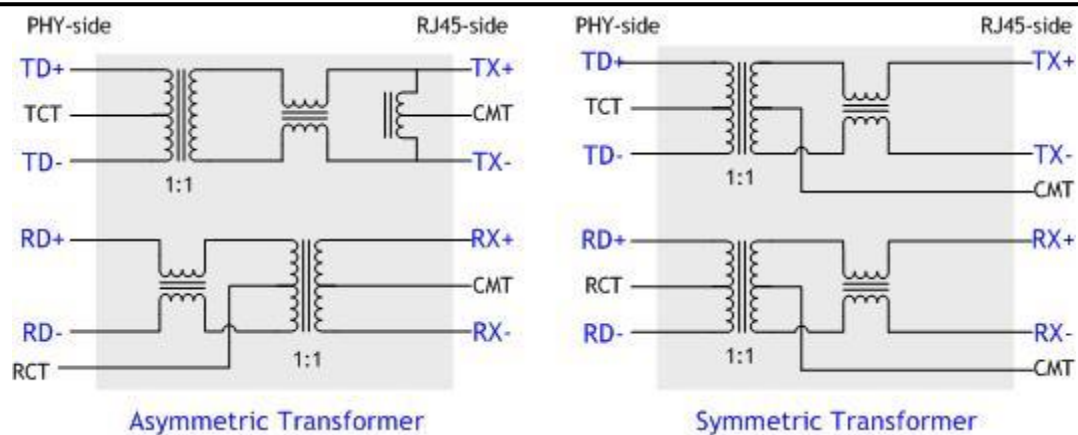 PHY-side
RJ45-side
TD+
TX+
TCT
CMT
TD-
TX-
1:1
RD+
RX+
CMT
RD-
RX-
1:1
RCT
Asymmetric Transformer
PHY-side
RJ45-side
TD+
TX+
TCT
TD-
TX-
1:1
CMT
RD+
RX+
RCT
RD-
RX-
1:1
CMT
Symmetric Transformer